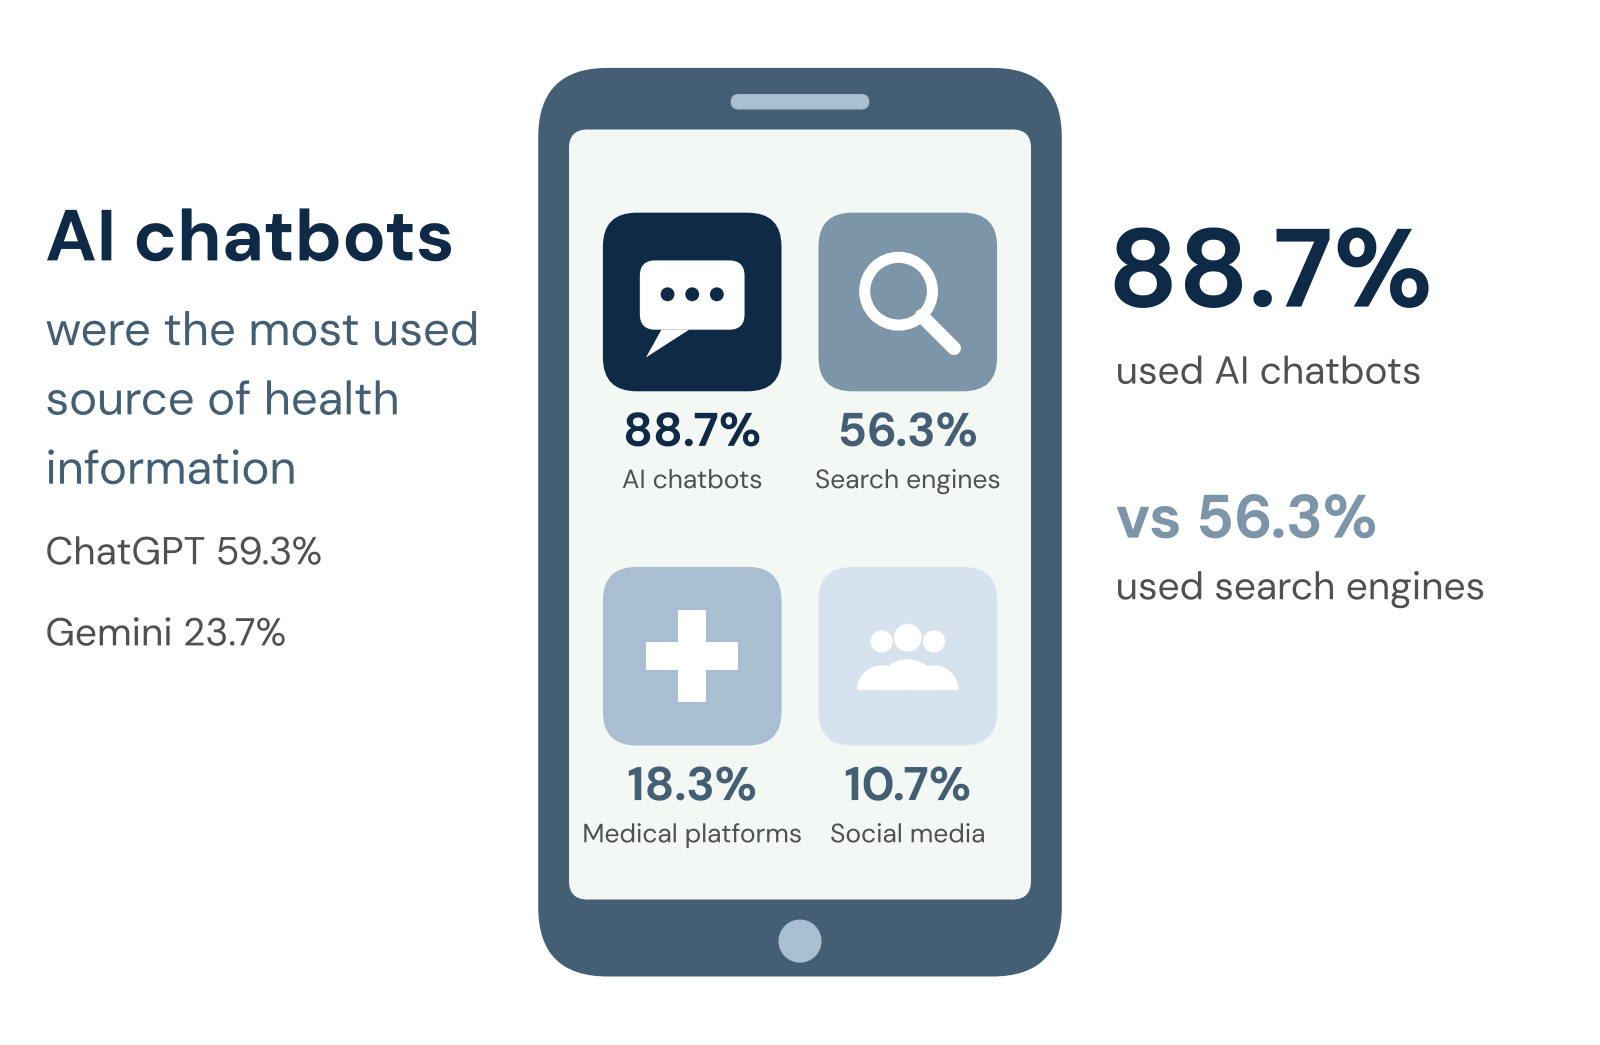 AI chatbots
were the most used
source of health
information
ChatGPT 59.3%
Gemini 23.7%
88.7%
AI chatbots
56.3%
Search engines
18.3%
Medical platforms
10.7%
Social media
88.7%
used AI chatbots
vs 56.3%
used search engines